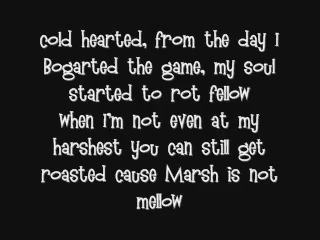 cold hearted, from the day I
Bogarted the game, my soul
started to rot fellow
when I'm not even at my
harshest you can still get
roasted cause Marsh is not
mellow